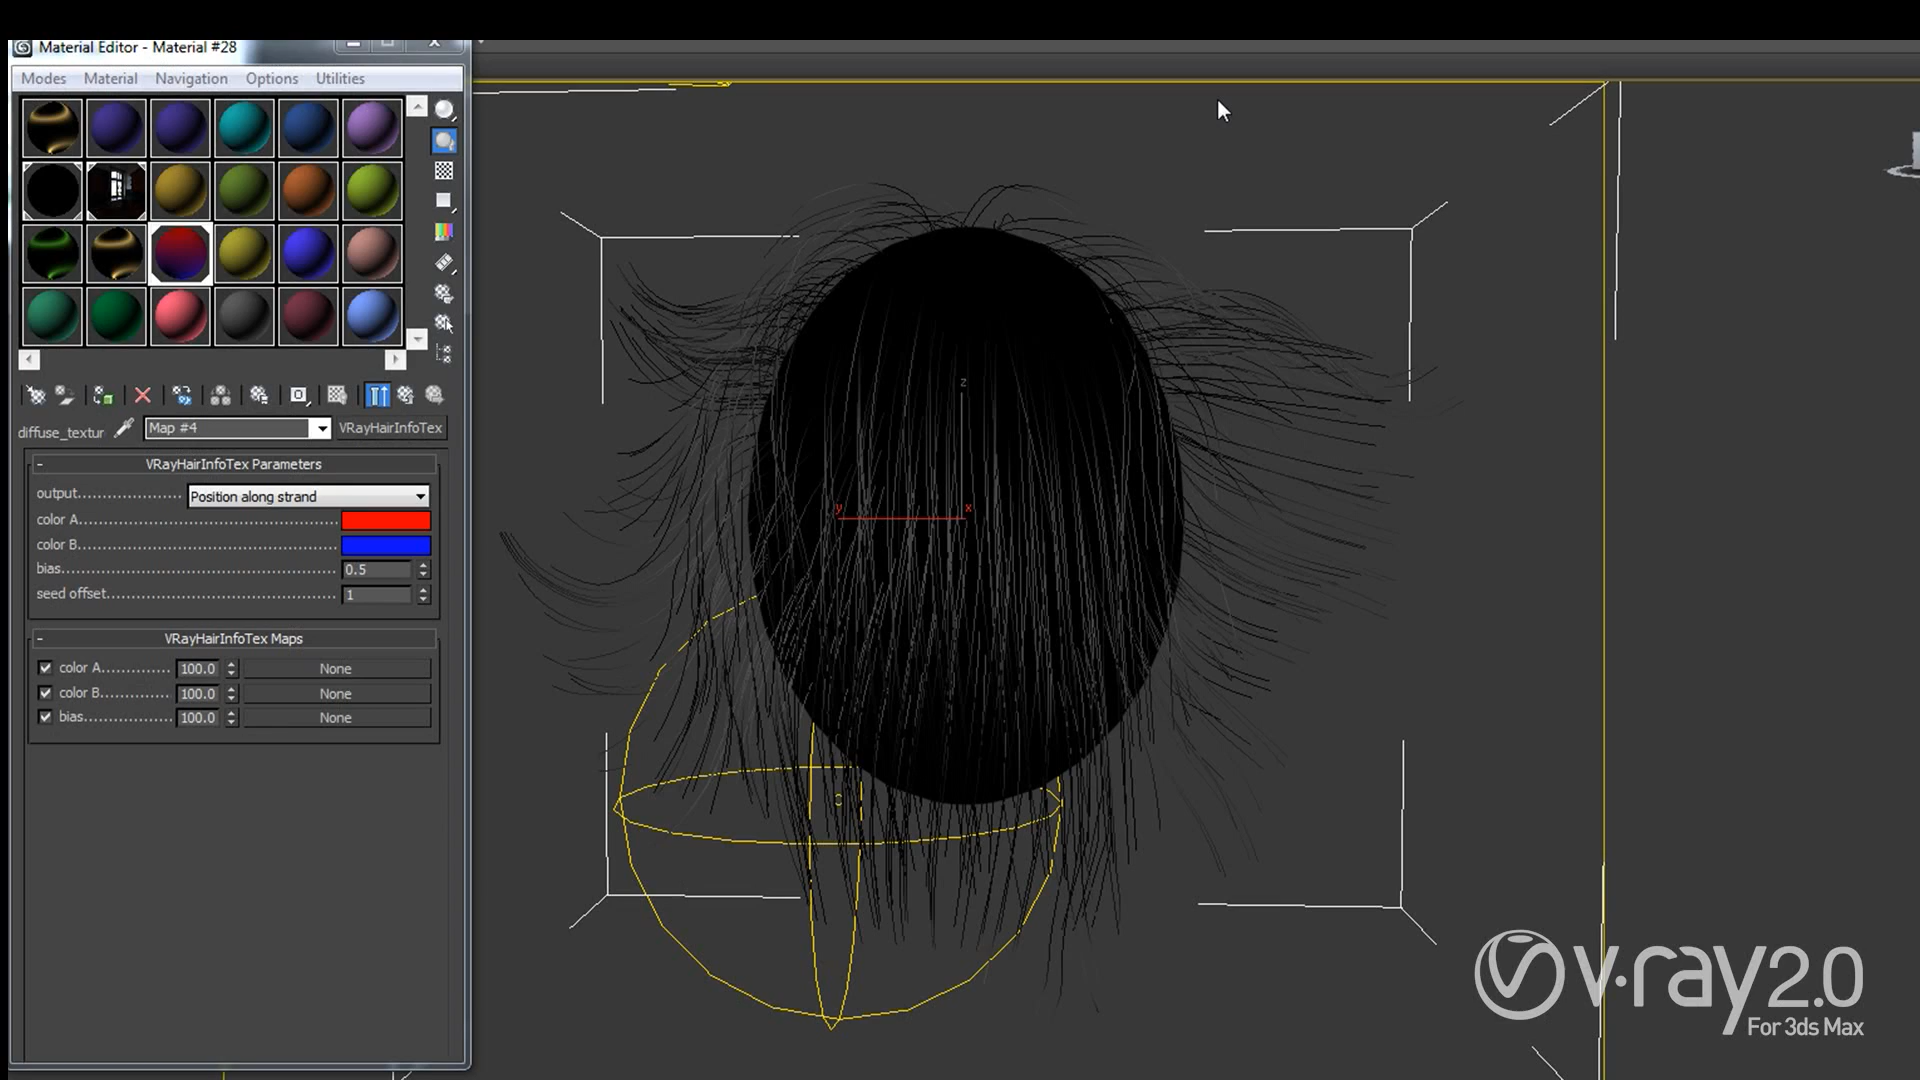 Material Editor - Material #28
Modes Material Navigation Options Utilities
diffuse_textur Map #4 VRayHairInfoTex
- VRayHairInfoTex Parameters
output Position along strand
color A
color B
bias 0.5
seed offset 1
- VRayHairInfoTex Maps
color A 100.0 None
color B 100.0 None
bias 100.0 None
z
y x
v·ray 2.0
For 3ds Max